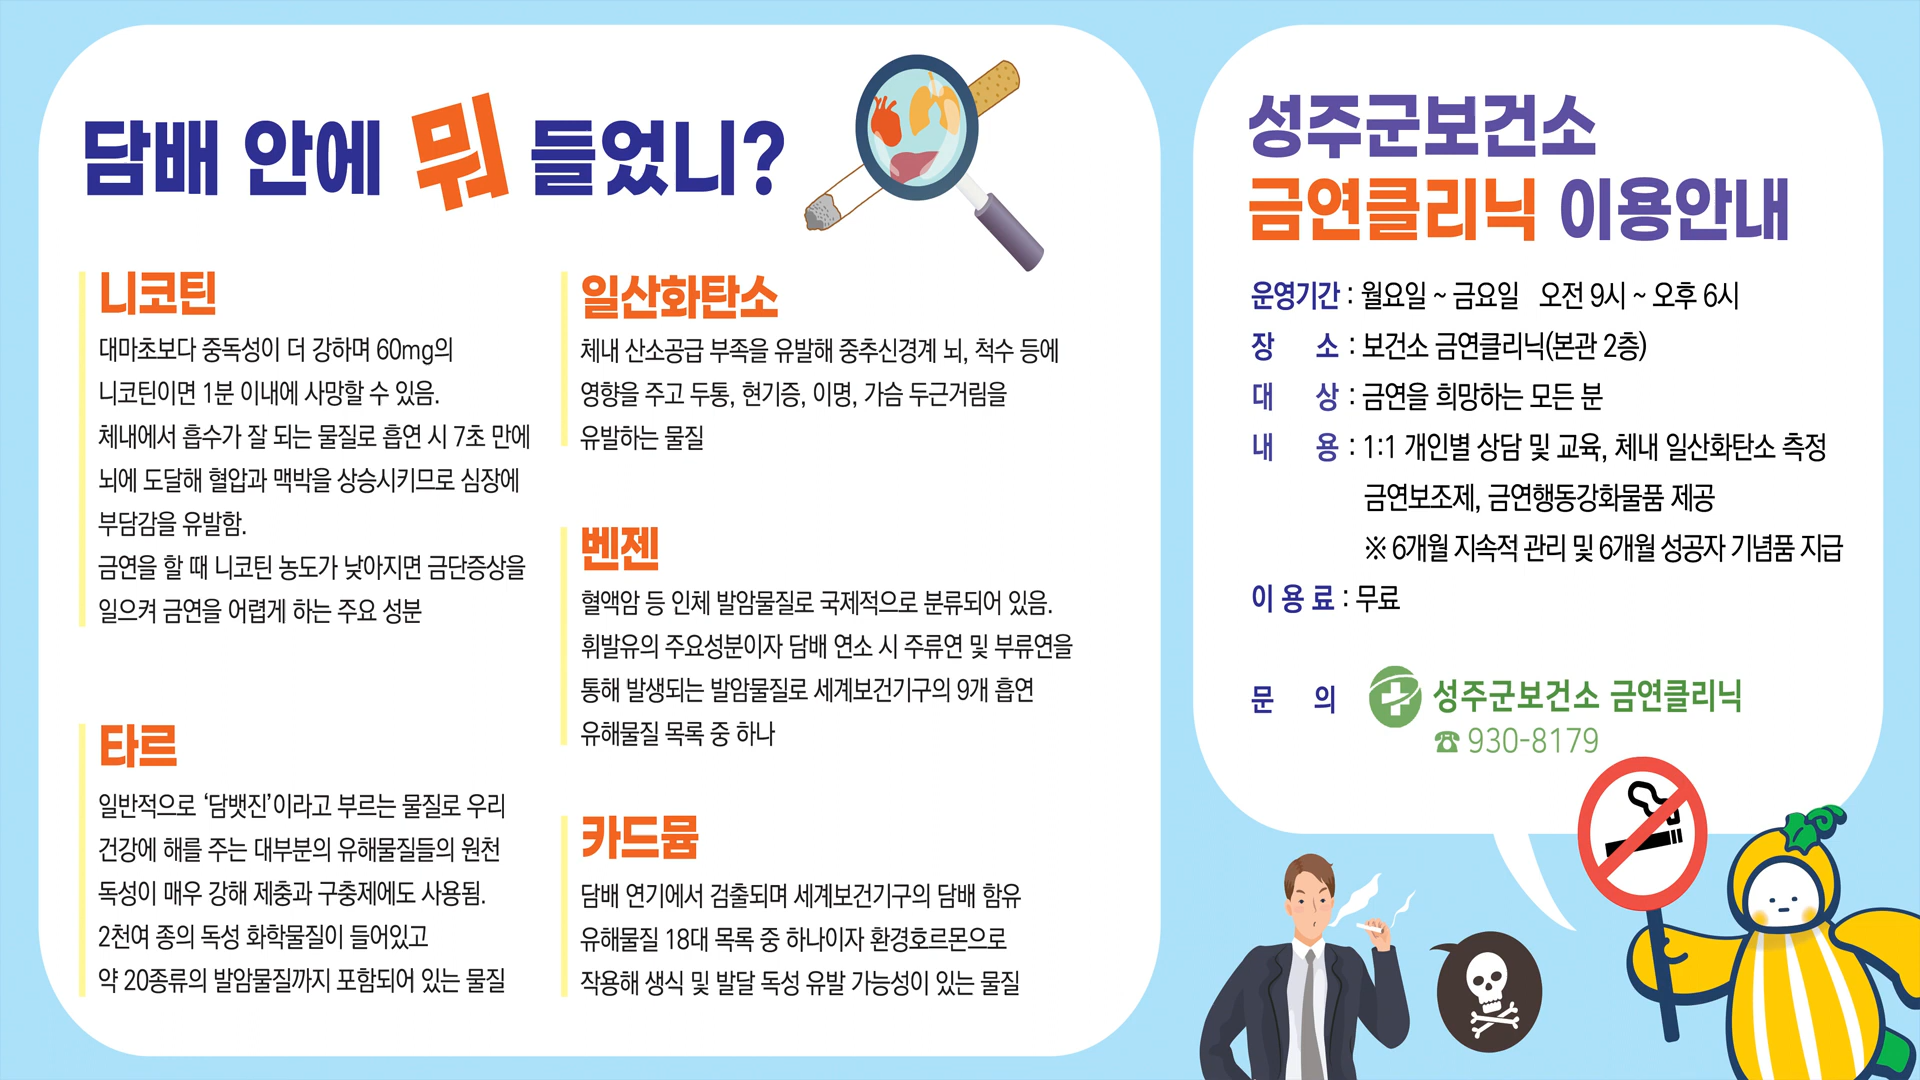 담배 안에 뭐 들었니?
니코틴
대마초보다 중독성이 더 강하며 60mg의
니코틴이면 1분 이내에 사망할 수 있음.
체내에서 흡수가 잘 되는 물질로 흡연 시 7초 만에
뇌에 도달해 혈압과 맥박을 상승시키므로 심장에
부담감을 유발함.
금연을 할 때 니코틴 농도가 낮아지면 금단증상을
일으켜 금연을 어렵게 하는 주요 성분
타르
일반적으로 ‘담뱃진’이라고 부르는 물질로 우리
건강에 해를 주는 대부분의 유해물질들의 원천
독성이 매우 강해 제충과 구충제에도 사용됨.
2천여 종의 독성 화학물질이 들어있고
약 20종류의 발암물질까지 포함되어 있는 물질
일산화탄소
체내 산소공급 부족을 유발해 중추신경계 뇌, 척수 등에
영향을 주고 두통, 현기증, 이명, 가슴 두근거림을
유발하는 물질
벤젠
혈액암 등 인체 발암물질로 국제적으로 분류되어 있음.
휘발유의 주요성분이자 담배 연소 시 주류연 및 부류연을
통해 발생되는 발암물질로 세계보건기구의 9개 흡연
유해물질 목록 중 하나
카드뮴
담배 연기에서 검출되며 세계보건기구의 담배 함유
유해물질 18대 목록 중 하나이자 환경호르몬으로
작용해 생식 및 발달 독성 유발 가능성이 있는 물질
성주군보건소
금연클리닉 이용안내
운영기간 : 월요일 ~ 금요일 오전 9시 ~ 오후 6시
장 소 : 보건소 금연클리닉(본관 2층)
대 상 : 금연을 희망하는 모든 분
내 용 : 1:1 개인별 상담 및 교육, 체내 일산화탄소 측정
금연보조제, 금연행동강화물품 제공
※ 6개월 지속적 관리 및 6개월 성공자 기념품 지급
이 용 료 : 무료
문 의 성주군보건소 금연클리닉
☎ 930-8179